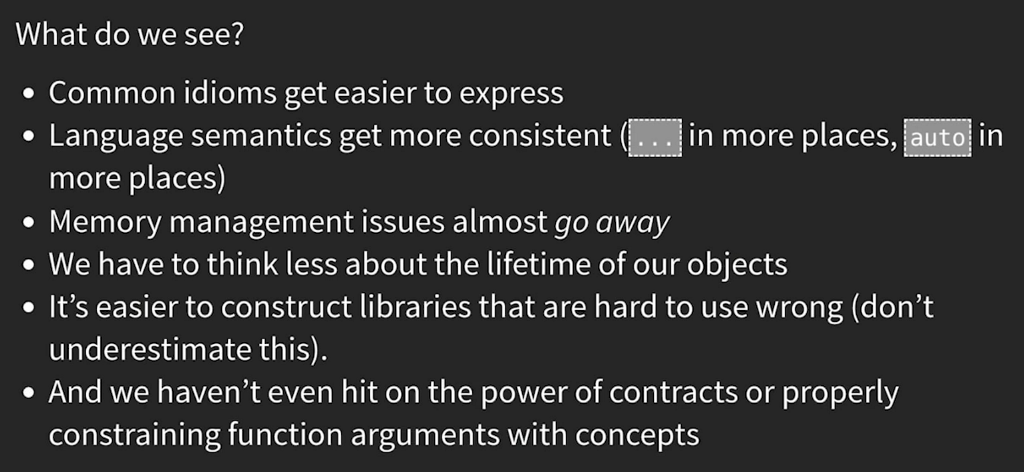 What do we see?
• Common idioms get easier to express
• Language semantics get more consistent (... in more places, auto in
more places)
• Memory management issues almost go away
• We have to think less about the lifetime of our objects
• It’s easier to construct libraries that are hard to use wrong (don’t
underestimate this).
• And we haven’t even hit on the power of contracts or properly
constraining function arguments with concepts